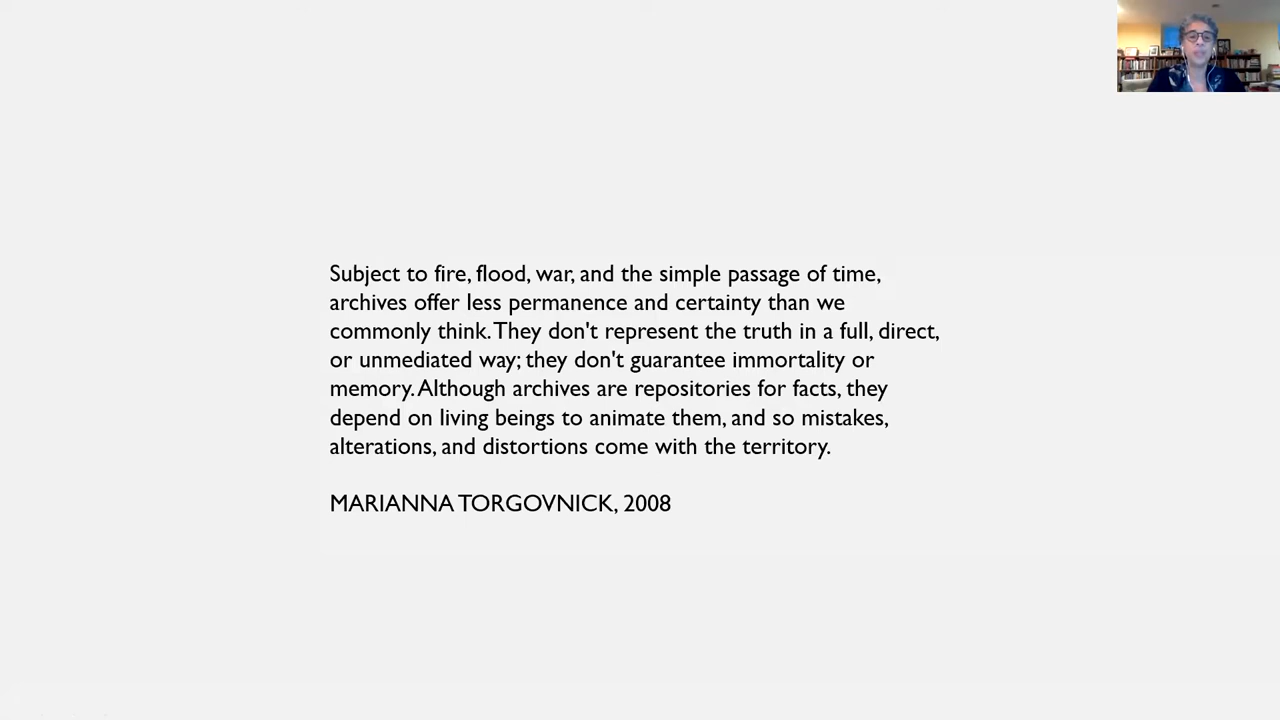 Subject to fire, flood, war, and the simple passage of time,
archives offer less permanence and certainty than we
commonly think. They don't represent the truth in a full, direct,
or unmediated way; they don't guarantee immortality or
memory. Although archives are repositories for facts, they
depend on living beings to animate them, and so mistakes,
alterations, and distortions come with the territory.
MARIANNA TORGOVNICK, 2008